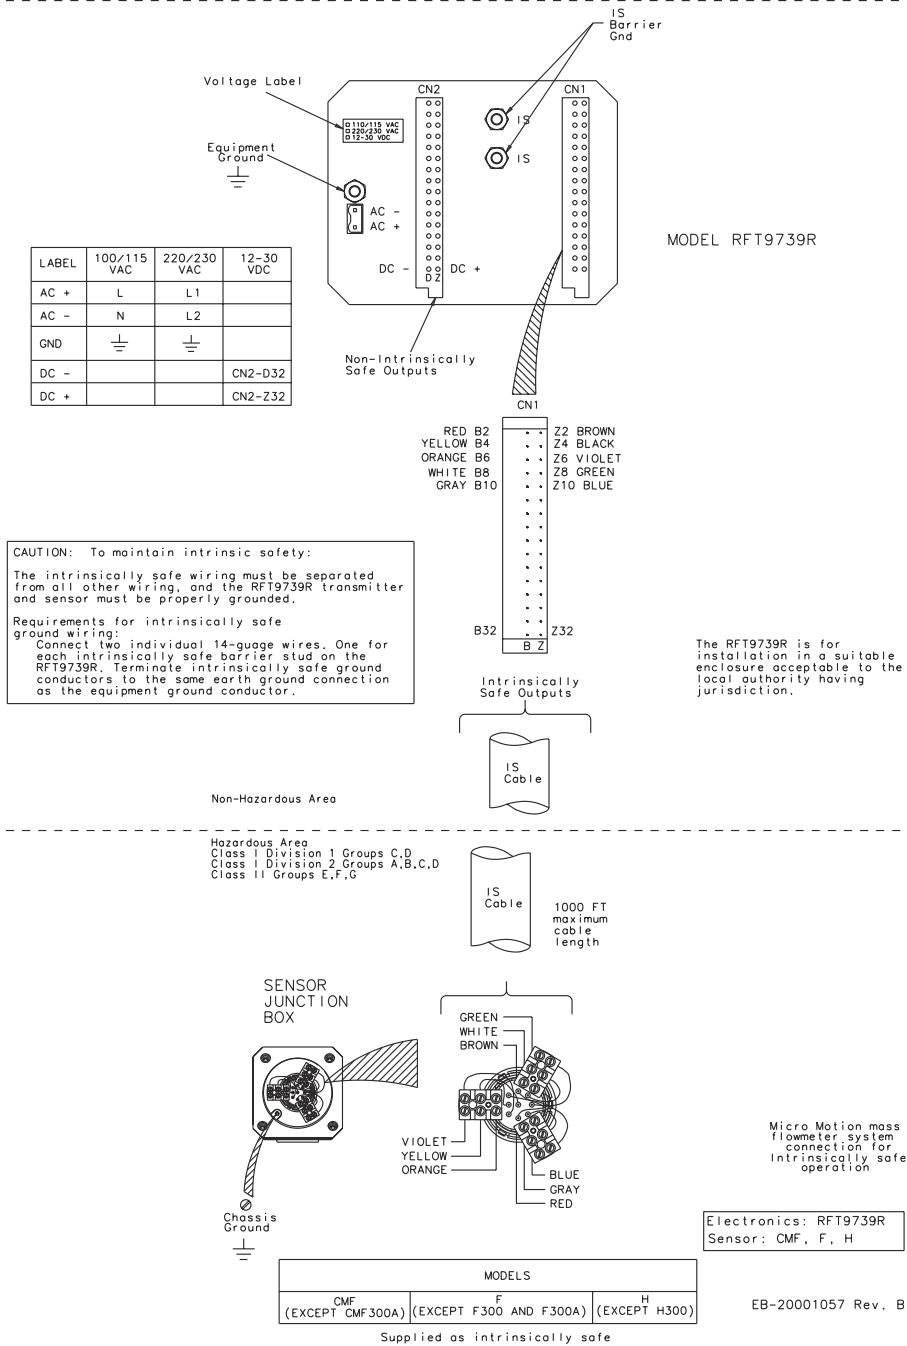 IS
Barrier
Gnd
Voltage Label
CN2
CN1
110/115 VAC
220/230 VAC
12-30 VDC
IS
IS
Equipment
Ground
AC -
AC +
MODEL RFT9739R
DC -
DC +
D Z
LABEL 100/115 VAC 220/230 VAC 12-30 VDC
AC + L L1
AC - N L2
GND
DC - CN2-D32
DC + CN2-Z32
Non-Intrinsically
Safe Outputs
CN1
RED B2 Z2 BROWN
YELLOW B4 Z4 BLACK
ORANGE B6 Z6 VIOLET
WHITE B8 Z8 GREEN
GRAY B10 Z10 BLUE
B32 Z32
B Z
CAUTION: To maintain intrinsic safety:
The intrinsically safe wiring must be separated
from all other wiring, and the RFT9739R transmitter
and sensor must be properly grounded.
Requirements for intrinsically safe
ground wiring:
Connect two individual 14-guage wires. One for
each intrinsically safe barrier stud on the
RFT9739R. Terminate intrinsically safe ground
conductors to the same earth ground connection
as the equipment ground conductor.
The RFT9739R is for
installation in a suitable
enclosure acceptable to the
local authority having
jurisdiction.
Intrinsically
Safe Outputs
IS
Cable
Non-Hazardous Area
Hazardous Area
Class I Division 1 Groups C,D
Class I Division 2 Groups A,B,C,D
Class II Groups E,F,G
IS
Cable
1000 FT
maximum
cable
length
SENSOR
JUNCTION
BOX
GREEN
WHITE
BROWN
VIOLET
YELLOW
ORANGE
BLUE
GRAY
RED
Chassis
Ground
Micro Motion mass
flowmeter system
connection for
Intrinsically safe
operation
Electronics: RFT9739R
Sensor: CMF, F, H
MODELS
CMF (EXCEPT CMF300A) F (EXCEPT F300 AND F300A) H (EXCEPT H300)
Supplied as intrinsically safe
EB-20001057 Rev. B